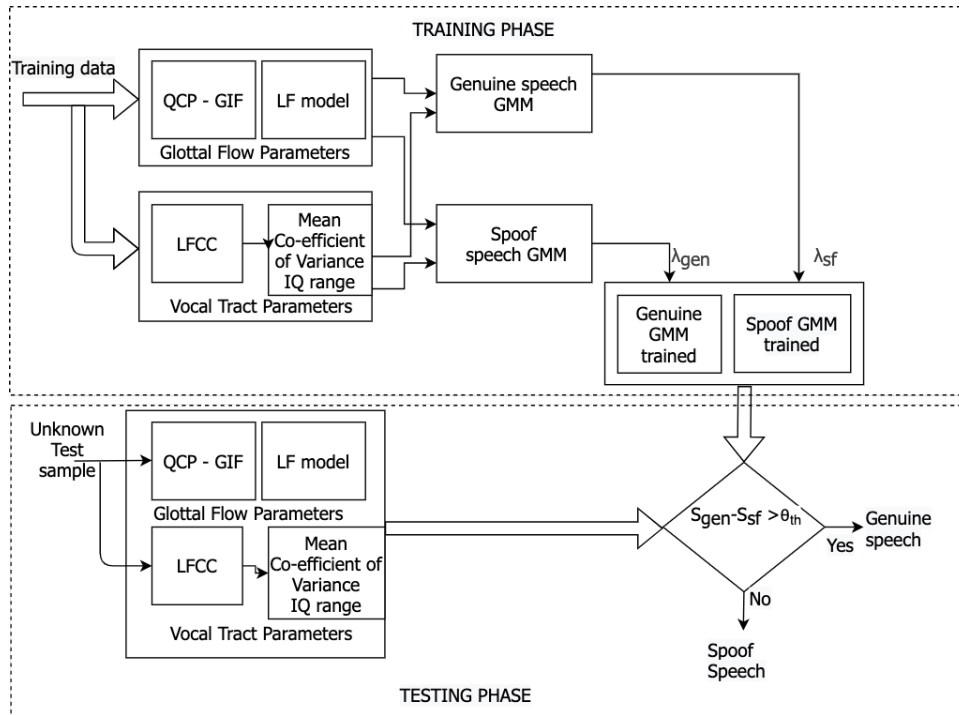 TRAINING PHASE
Training data
QCP - GIF
LF model
Glottal Flow Parameters
Genuine speech
GMM
LFCC
Mean
Co-efficient
of Variance
IQ range
Vocal Tract Parameters
Spoof
speech GMM
λgen
λsf
Genuine
GMM
trained
Spoof GMM
trained
Unknown
Test
sample
QCP - GIF
LF model
Glottal Flow Parameters
LFCC
Mean
Co-efficient of
Variance
IQ range
Vocal Tract Parameters
Sgen-Ssf >θth
Yes
Genuine
speech
No
Spoof
Speech
TESTING PHASE